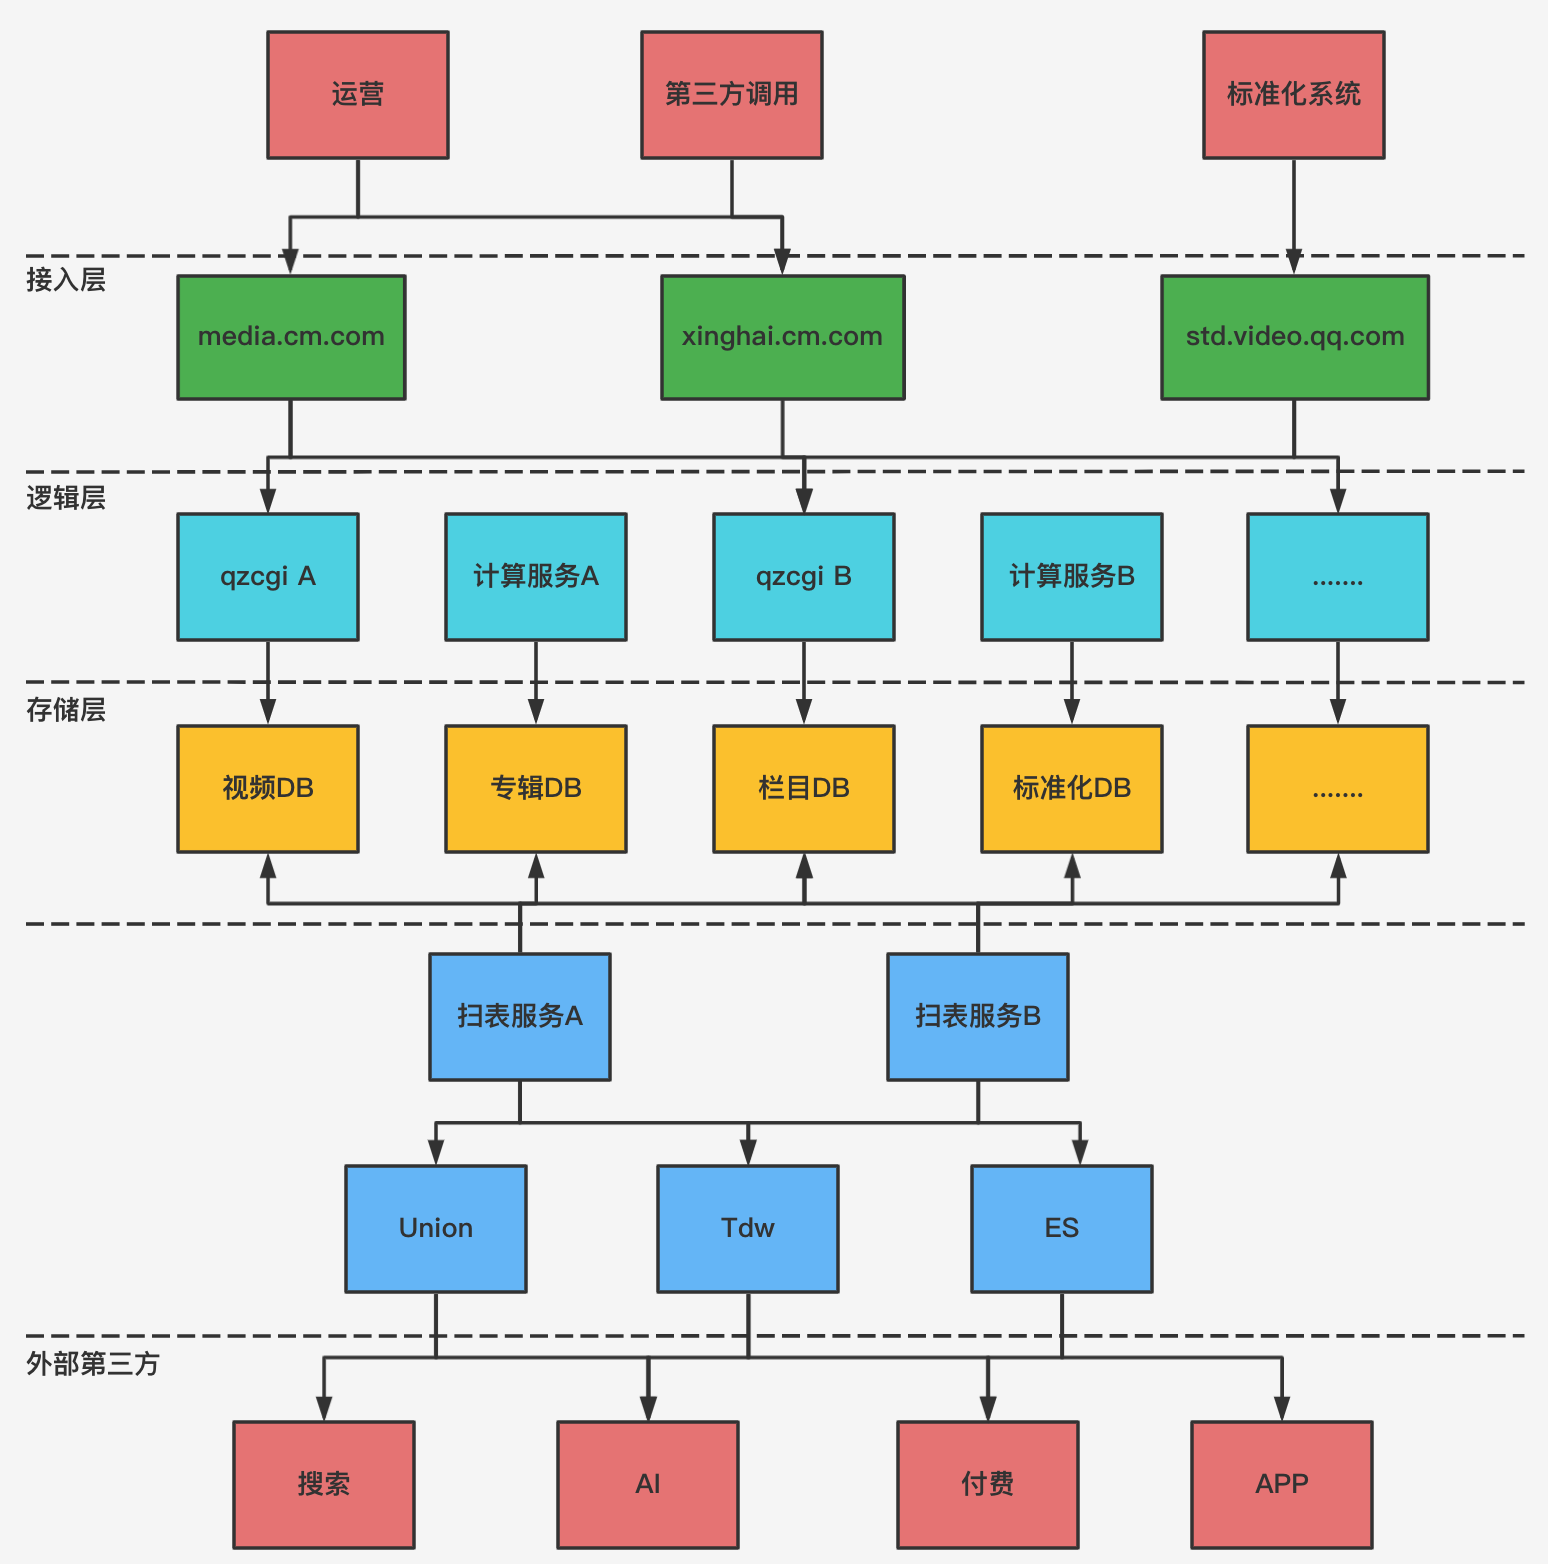 运营
第三方调用
标准化系统
接入层
media.cm.com
xinghai.cm.com
std.video.qq.com
逻辑层
qzcgi A
计算服务A
qzcgi B
计算服务B
.......
存储层
视频DB
专辑DB
栏目DB
标准化DB
.......
扫表服务A
扫表服务B
Union
Tdw
ES
外部第三方
搜索
AI
付费
APP